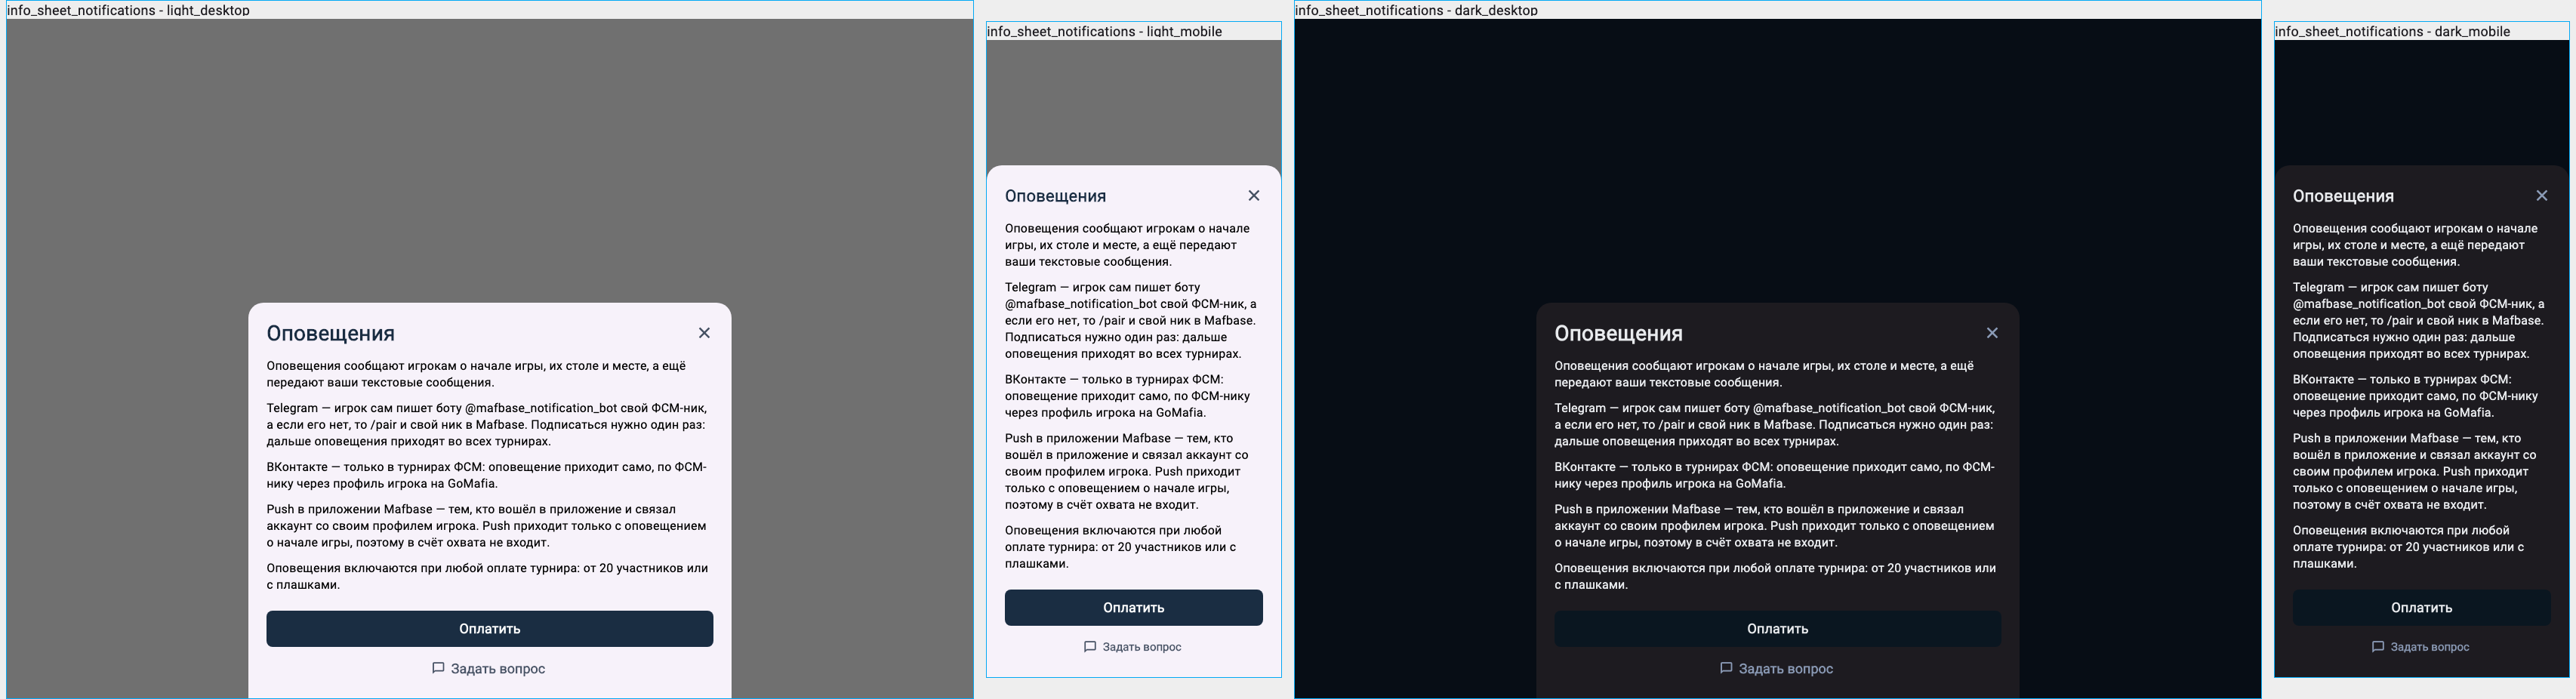 info_sheet_notifications - light_desktop
Оповещения
Оповещения сообщают игрокам о начале игры, их столе и месте, а ещё
передают ваши текстовые сообщения.
Telegram — игрок сам пишет боту @mafbase_notification_bot свой ФСМ-ник,
а если его нет, то /pair и свой ник в Mafbase. Подписаться нужно один раз:
дальше оповещения приходят во всех турнирах.
ВКонтакте — только в турнирах ФСМ: оповещение приходит само, по ФСМ-
нику через профиль игрока на GoMafia.
Push в приложении Mafbase — тем, кто вошёл в приложение и связал
аккаунт со своим профилем игрока. Push приходит только с оповещением
о начале игры, поэтому в счёт охвата не входит.
Оповещения включаются при любой оплате турнира: от 20 участников или
с плашками.
Оплатить
Задать вопрос
info_sheet_notifications - light_mobile
Оповещения
Оповещения сообщают игрокам о начале
игры, их столе и месте, а ещё передают
ваши текстовые сообщения.
Telegram — игрок сам пишет боту
@mafbase_notification_bot свой ФСМ-ник, а
если его нет, то /pair и свой ник в Mafbase.
Подписаться нужно один раз: дальше
оповещения приходят во всех турнирах.
ВКонтакте — только в турнирах ФСМ:
оповещение приходит само, по ФСМ-нику
через профиль игрока на GoMafia.
Push в приложении Mafbase — тем, кто
вошёл в приложение и связал аккаунт со
своим профилем игрока. Push приходит
только с оповещением о начале игры,
поэтому в счёт охвата не входит.
Оповещения включаются при любой
оплате турнира: от 20 участников или с
плашками.
Оплатить
Задать вопрос
info_sheet_notifications - dark_desktop
Оповещения
Оповещения сообщают игрокам о начале игры, их столе и месте, а ещё
передают ваши текстовые сообщения.
Telegram — игрок сам пишет боту @mafbase_notification_bot свой ФСМ-ник,
а если его нет, то /pair и свой ник в Mafbase. Подписаться нужно один раз:
дальше оповещения приходят во всех турнирах.
ВКонтакте — только в турнирах ФСМ: оповещение приходит само, по ФСМ-
нику через профиль игрока на GoMafia.
Push в приложении Mafbase — тем, кто вошёл в приложение и связал
аккаунт со своим профилем игрока. Push приходит только с оповещением
о начале игры, поэтому в счёт охвата не входит.
Оповещения включаются при любой оплате турнира: от 20 участников или
с плашками.
Оплатить
Задать вопрос
info_sheet_notifications - dark_mobile
Оповещения
Оповещения сообщают игрокам о начале
игры, их столе и месте, а ещё передают
ваши текстовые сообщения.
Telegram — игрок сам пишет боту
@mafbase_notification_bot свой ФСМ-ник, а
если его нет, то /pair и свой ник в Mafbase.
Подписаться нужно один раз: дальше
оповещения приходят во всех турнирах.
ВКонтакте — только в турнирах ФСМ:
оповещение приходит само, по ФСМ-нику
через профиль игрока на GoMafia.
Push в приложении Mafbase — тем, кто
вошёл в приложение и связал аккаунт со
своим профилем игрока. Push приходит
только с оповещением о начале игры,
поэтому в счёт охвата не входит.
Оповещения включаются при любой
оплате турнира: от 20 участников или с
плашками.
Оплатить
Задать вопрос